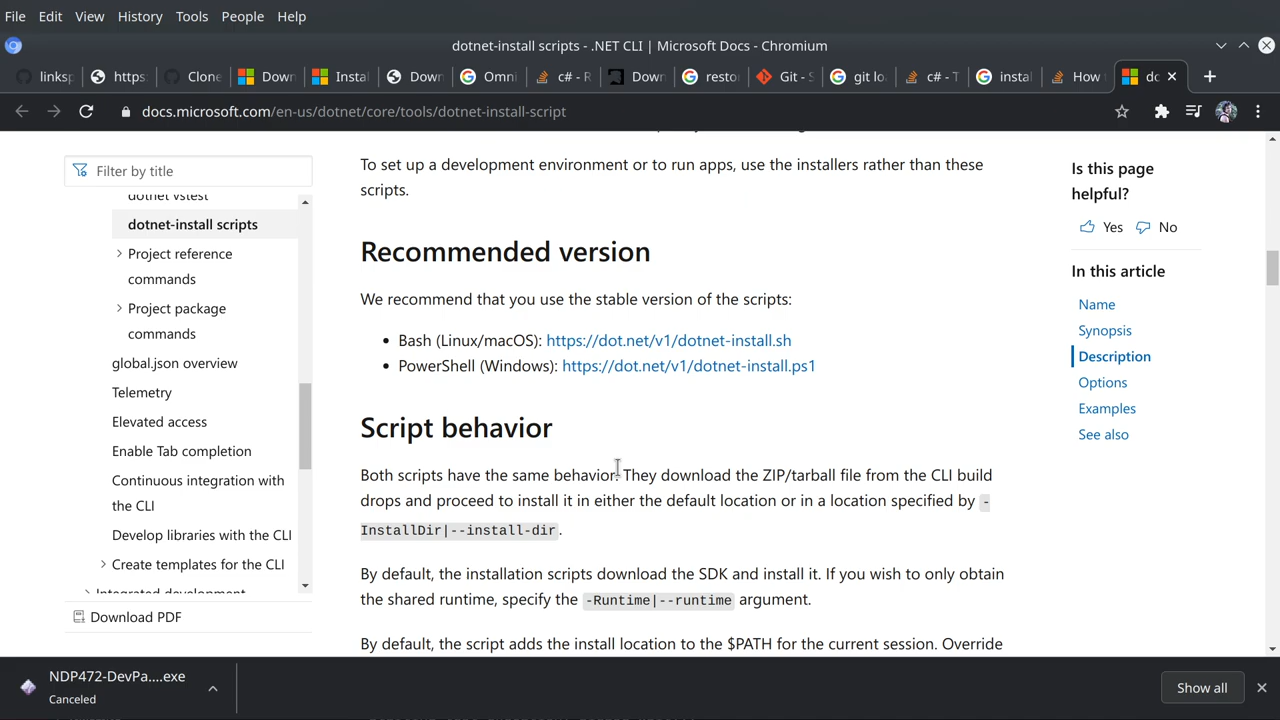 File Edit View History Tools People Help
dotnet-install scripts - .NET CLI | Microsoft Docs - Chromium
linksp https: Clone Down Insta Down Omni c# - R Down resto Git - S git lo c# - T instal How dc
docs.microsoft.com/en-us/dotnet/core/tools/dotnet-install-script
Filter by title
dotnet vstest
dotnet-install scripts
Project reference
commands
Project package
commands
global.json overview
Telemetry
Elevated access
Enable Tab completion
Continuous integration with
the CLI
Develop libraries with the CLI
Create templates for the CLI
Integrated development
Download PDF
To set up a development environment or to run apps, use the installers rather than these
scripts.
Recommended version
We recommend that you use the stable version of the scripts:
• Bash (Linux/macOS): https://dot.net/v1/dotnet-install.sh
• PowerShell (Windows): https://dot.net/v1/dotnet-install.ps1
Script behavior
Both scripts have the same behavior. They download the ZIP/tarball file from the CLI build
drops and proceed to install it in either the default location or in a location specified by -
InstallDir|--install-dir.
By default, the installation scripts download the SDK and install it. If you wish to only obtain
the shared runtime, specify the -Runtime|--runtime argument.
By default, the script adds the install location to the $PATH for the current session. Override
Is this page
helpful?
Yes No
In this article
Name
Synopsis
Description
Options
Examples
See also
NDP472-DevPa....exe
Canceled
Show all